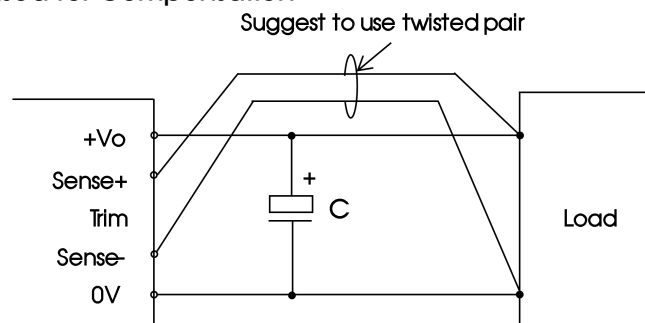 Suggest to use twisted pair
+Vo
Sense+
+
C
Trim
Load
Sense-
0V